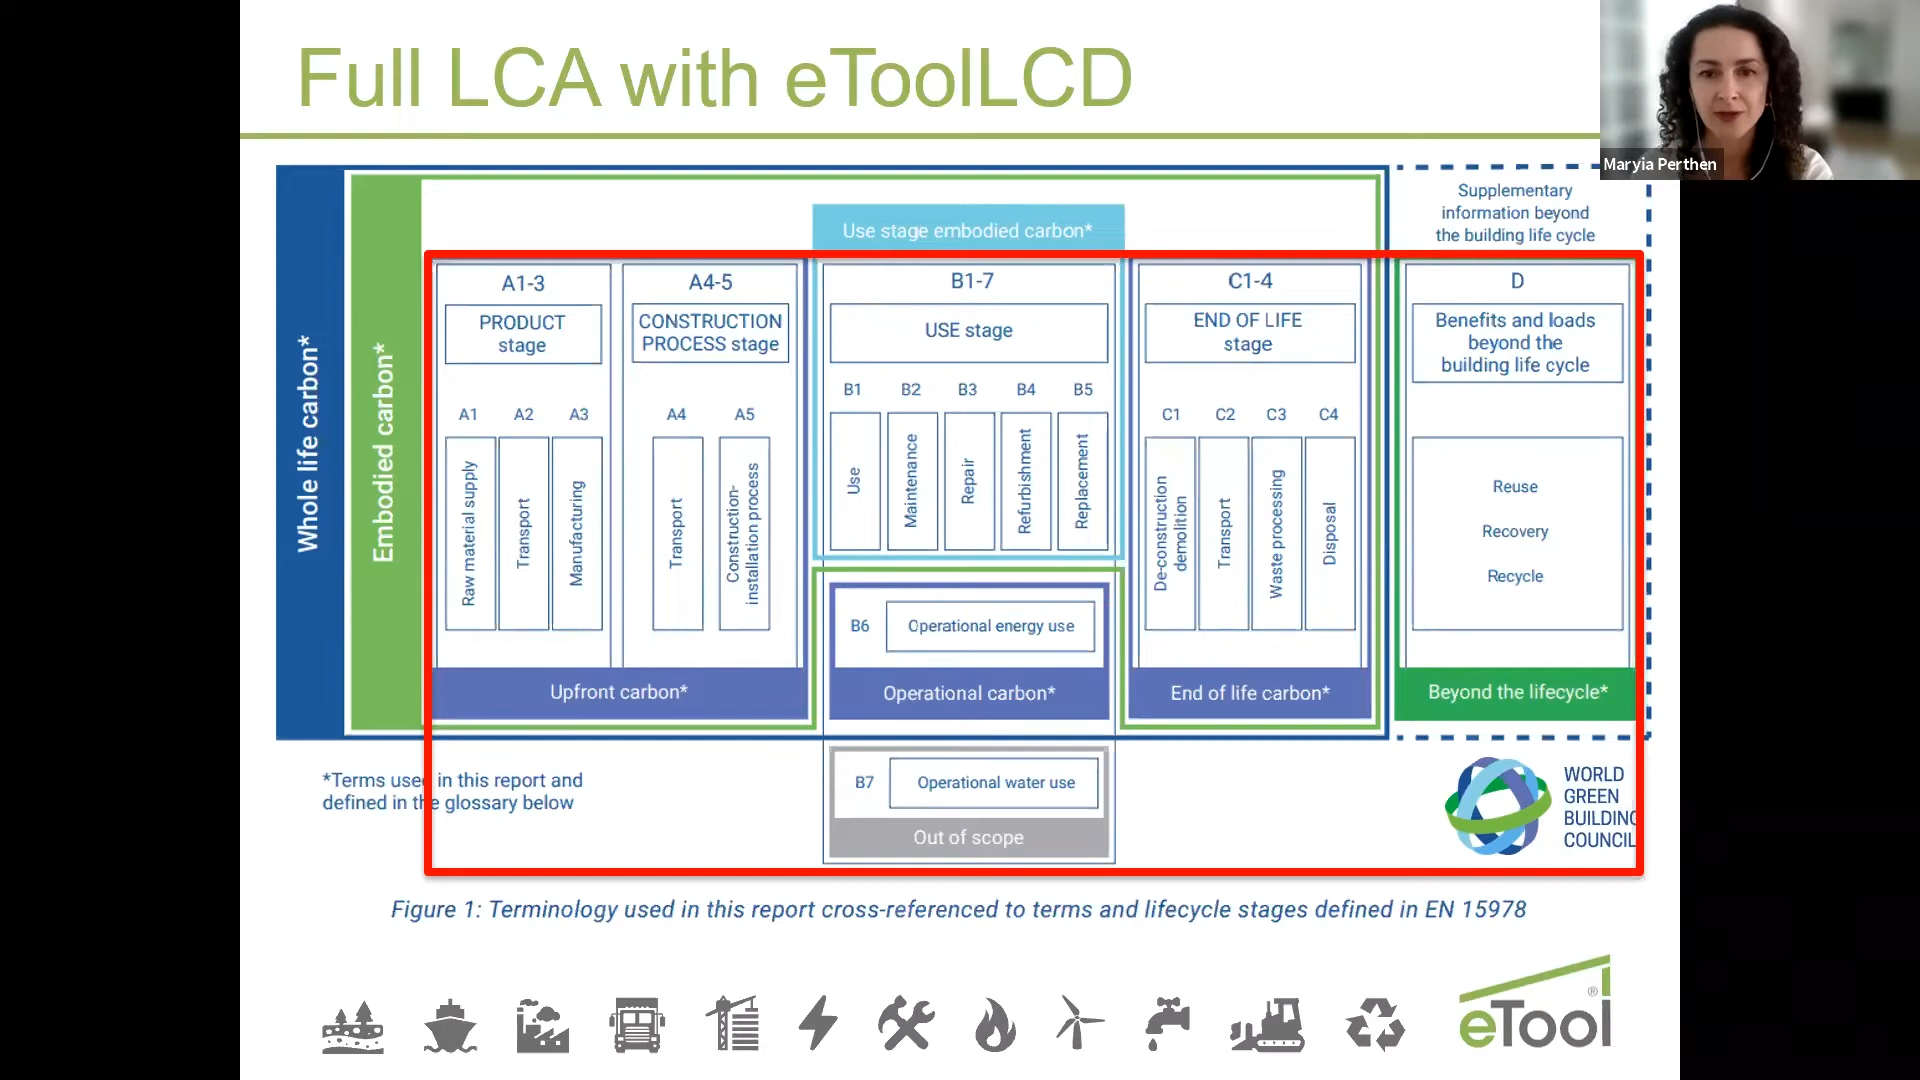 Full LCA with eToolLCD
Maryia Perthen
Whole life carbon*
Embodied carbon*
Use stage embodied carbon*
Supplementary
information beyond
the building life cycle
A1-3
PRODUCT
stage
A1
A2
A3
Raw material supply
Transport
Manufacturing
A4-5
CONSTRUCTION
PROCESS stage
A4
A5
Transport
Construction-
installation process
Upfront carbon*
B1-7
USE stage
B1
B2
B3
B4
B5
Use
Maintenance
Repair
Refurbishment
Replacement
B6
Operational energy use
Operational carbon*
B7
Operational water use
Out of scope
C1-4
END OF LIFE
stage
C1
C2
C3
C4
De-construction
demolition
Transport
Waste processing
Disposal
End of life carbon*
D
Benefits and loads
beyond the
building life cycle
Reuse
Recovery
Recycle
Beyond the lifecycle*
*Terms used in this report and
defined in the glossary below
WORLD
GREEN
BUILDING
COUNCIL
Figure 1: Terminology used in this report cross-referenced to terms and lifecycle stages defined in EN 15978
eTool®